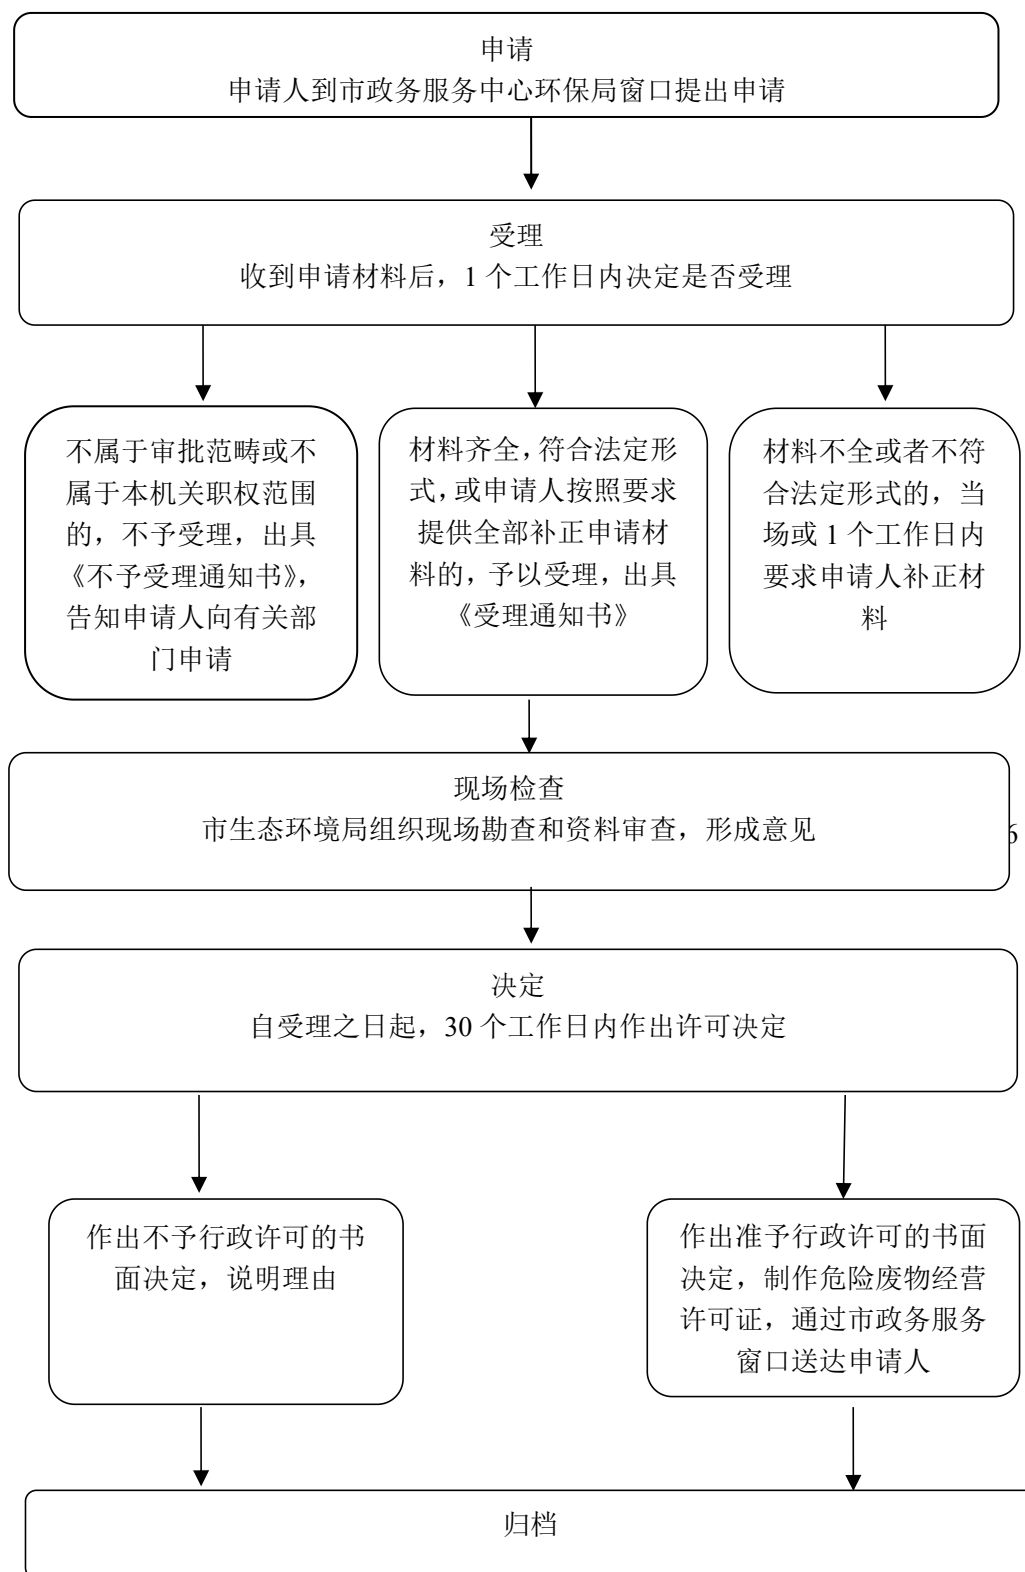 申请
申请人到市政务服务中心环保局窗口提出申请
受理
收到申请材料后，1 个工作日内决定是否受理
不属于审批范畴或不
属于本机关职权范围
的，不予受理，出具
《不予受理通知书》，
告知申请人向有关部
门申请
材料齐全，符合法定形
式，或申请人按照要求
提供全部补正申请材
料的，予以受理，出具
《受理通知书》
材料不全或者不符
合法定形式的，当
场或 1 个工作日内
要求申请人补正材
料
现场检查
市生态环境局组织现场勘查和资料审查，形成意见
6
决定
自受理之日起，30 个工作日内作出许可决定
作出不予行政许可的书
面决定，说明理由
作出准予行政许可的书面
决定，制作危险废物经营
许可证，通过市政务服务
窗口送达申请人
归档